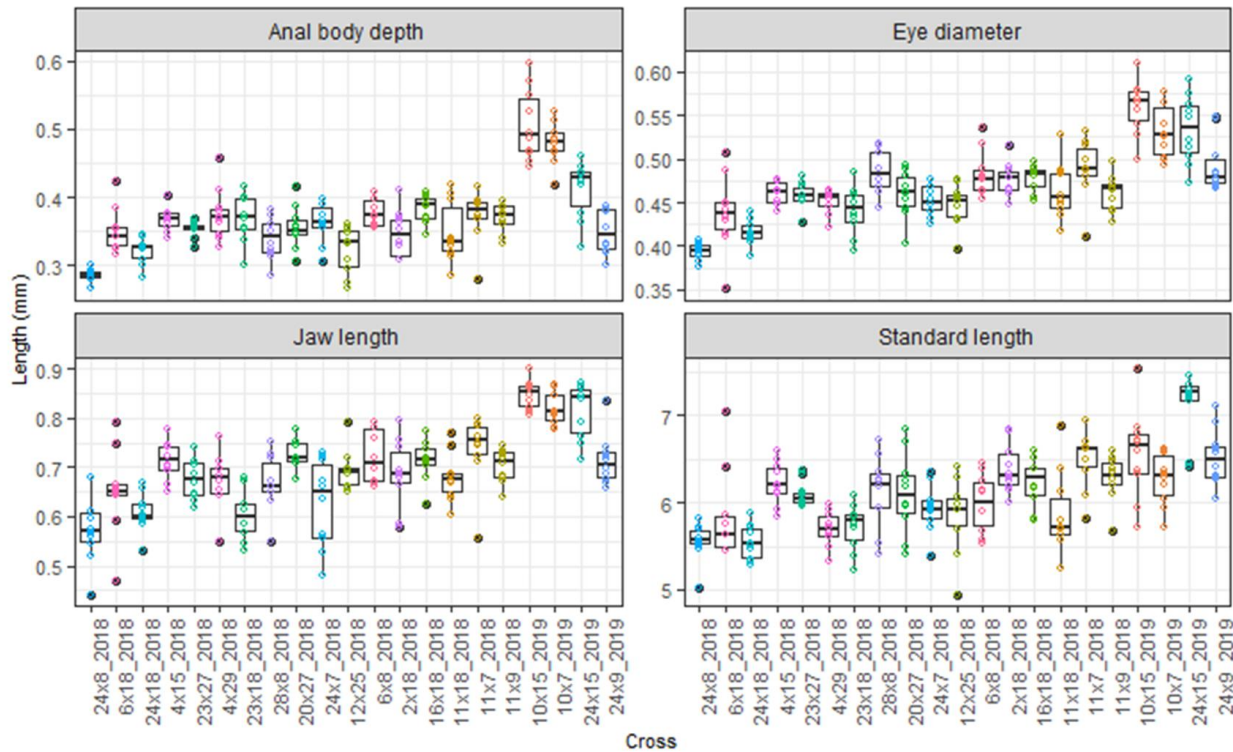 Anal body depth
Eye diameter
0.6
0.5
0.4
0.3
0.60
0.55
0.50
0.45
0.40
0.35
Jaw length
Standard length
0.9
0.8
0.7
0.6
0.5
7
6
5
Length (mm)
24x8_2018
6x18_2018
24x18_2018
4x15_2018
23x27_2018
4x29_2018
23x18_2018
28x8_2018
20x27_2018
24x7_2018
12x25_2018
6x8_2018
2x18_2018
16x18_2018
11x18_2018
11x7_2018
11x9_2018
10x15_2019
10x7_2019
24x15_2019
24x9_2019
24x8_2018
6x18_2018
24x18_2018
4x15_2018
23x27_2018
4x29_2018
23x18_2018
28x8_2018
20x27_2018
24x7_2018
12x25_2018
6x8_2018
2x18_2018
16x18_2018
11x18_2018
11x7_2018
11x9_2018
10x15_2019
10x7_2019
24x15_2019
24x9_2019
Cross